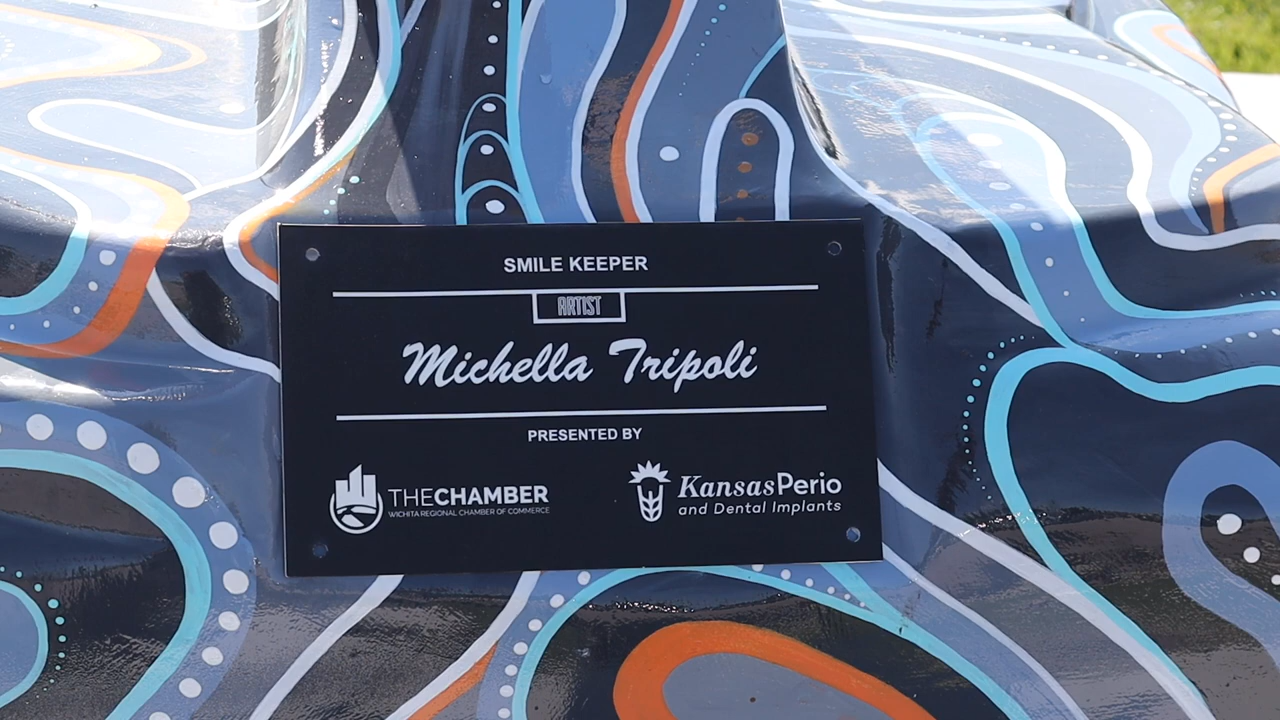 SMILE KEEPER
ARTIST
Michella Tripoli
PRESENTED BY
THECHAMBER
WICHITA REGIONAL CHAMBER OF COMMERCE
KansasPerio
and Dental Implants